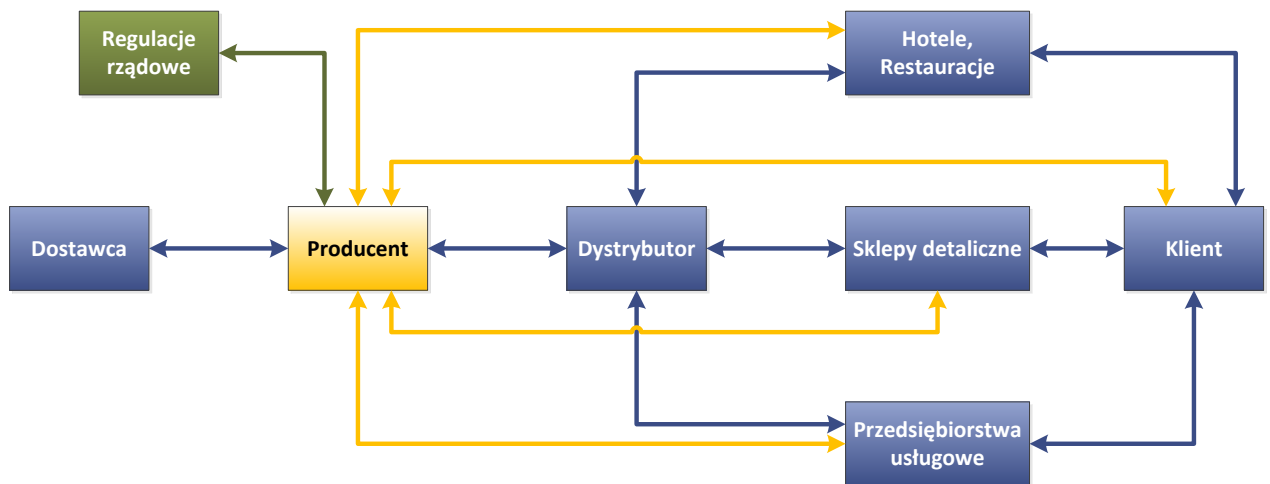 Regulacje
rządowe
Hotele,
Restauracje
Dostawca
Producent
Dystrybutor
Sklepy detaliczne
Klient
Przedsiębiorstwa
usługowe